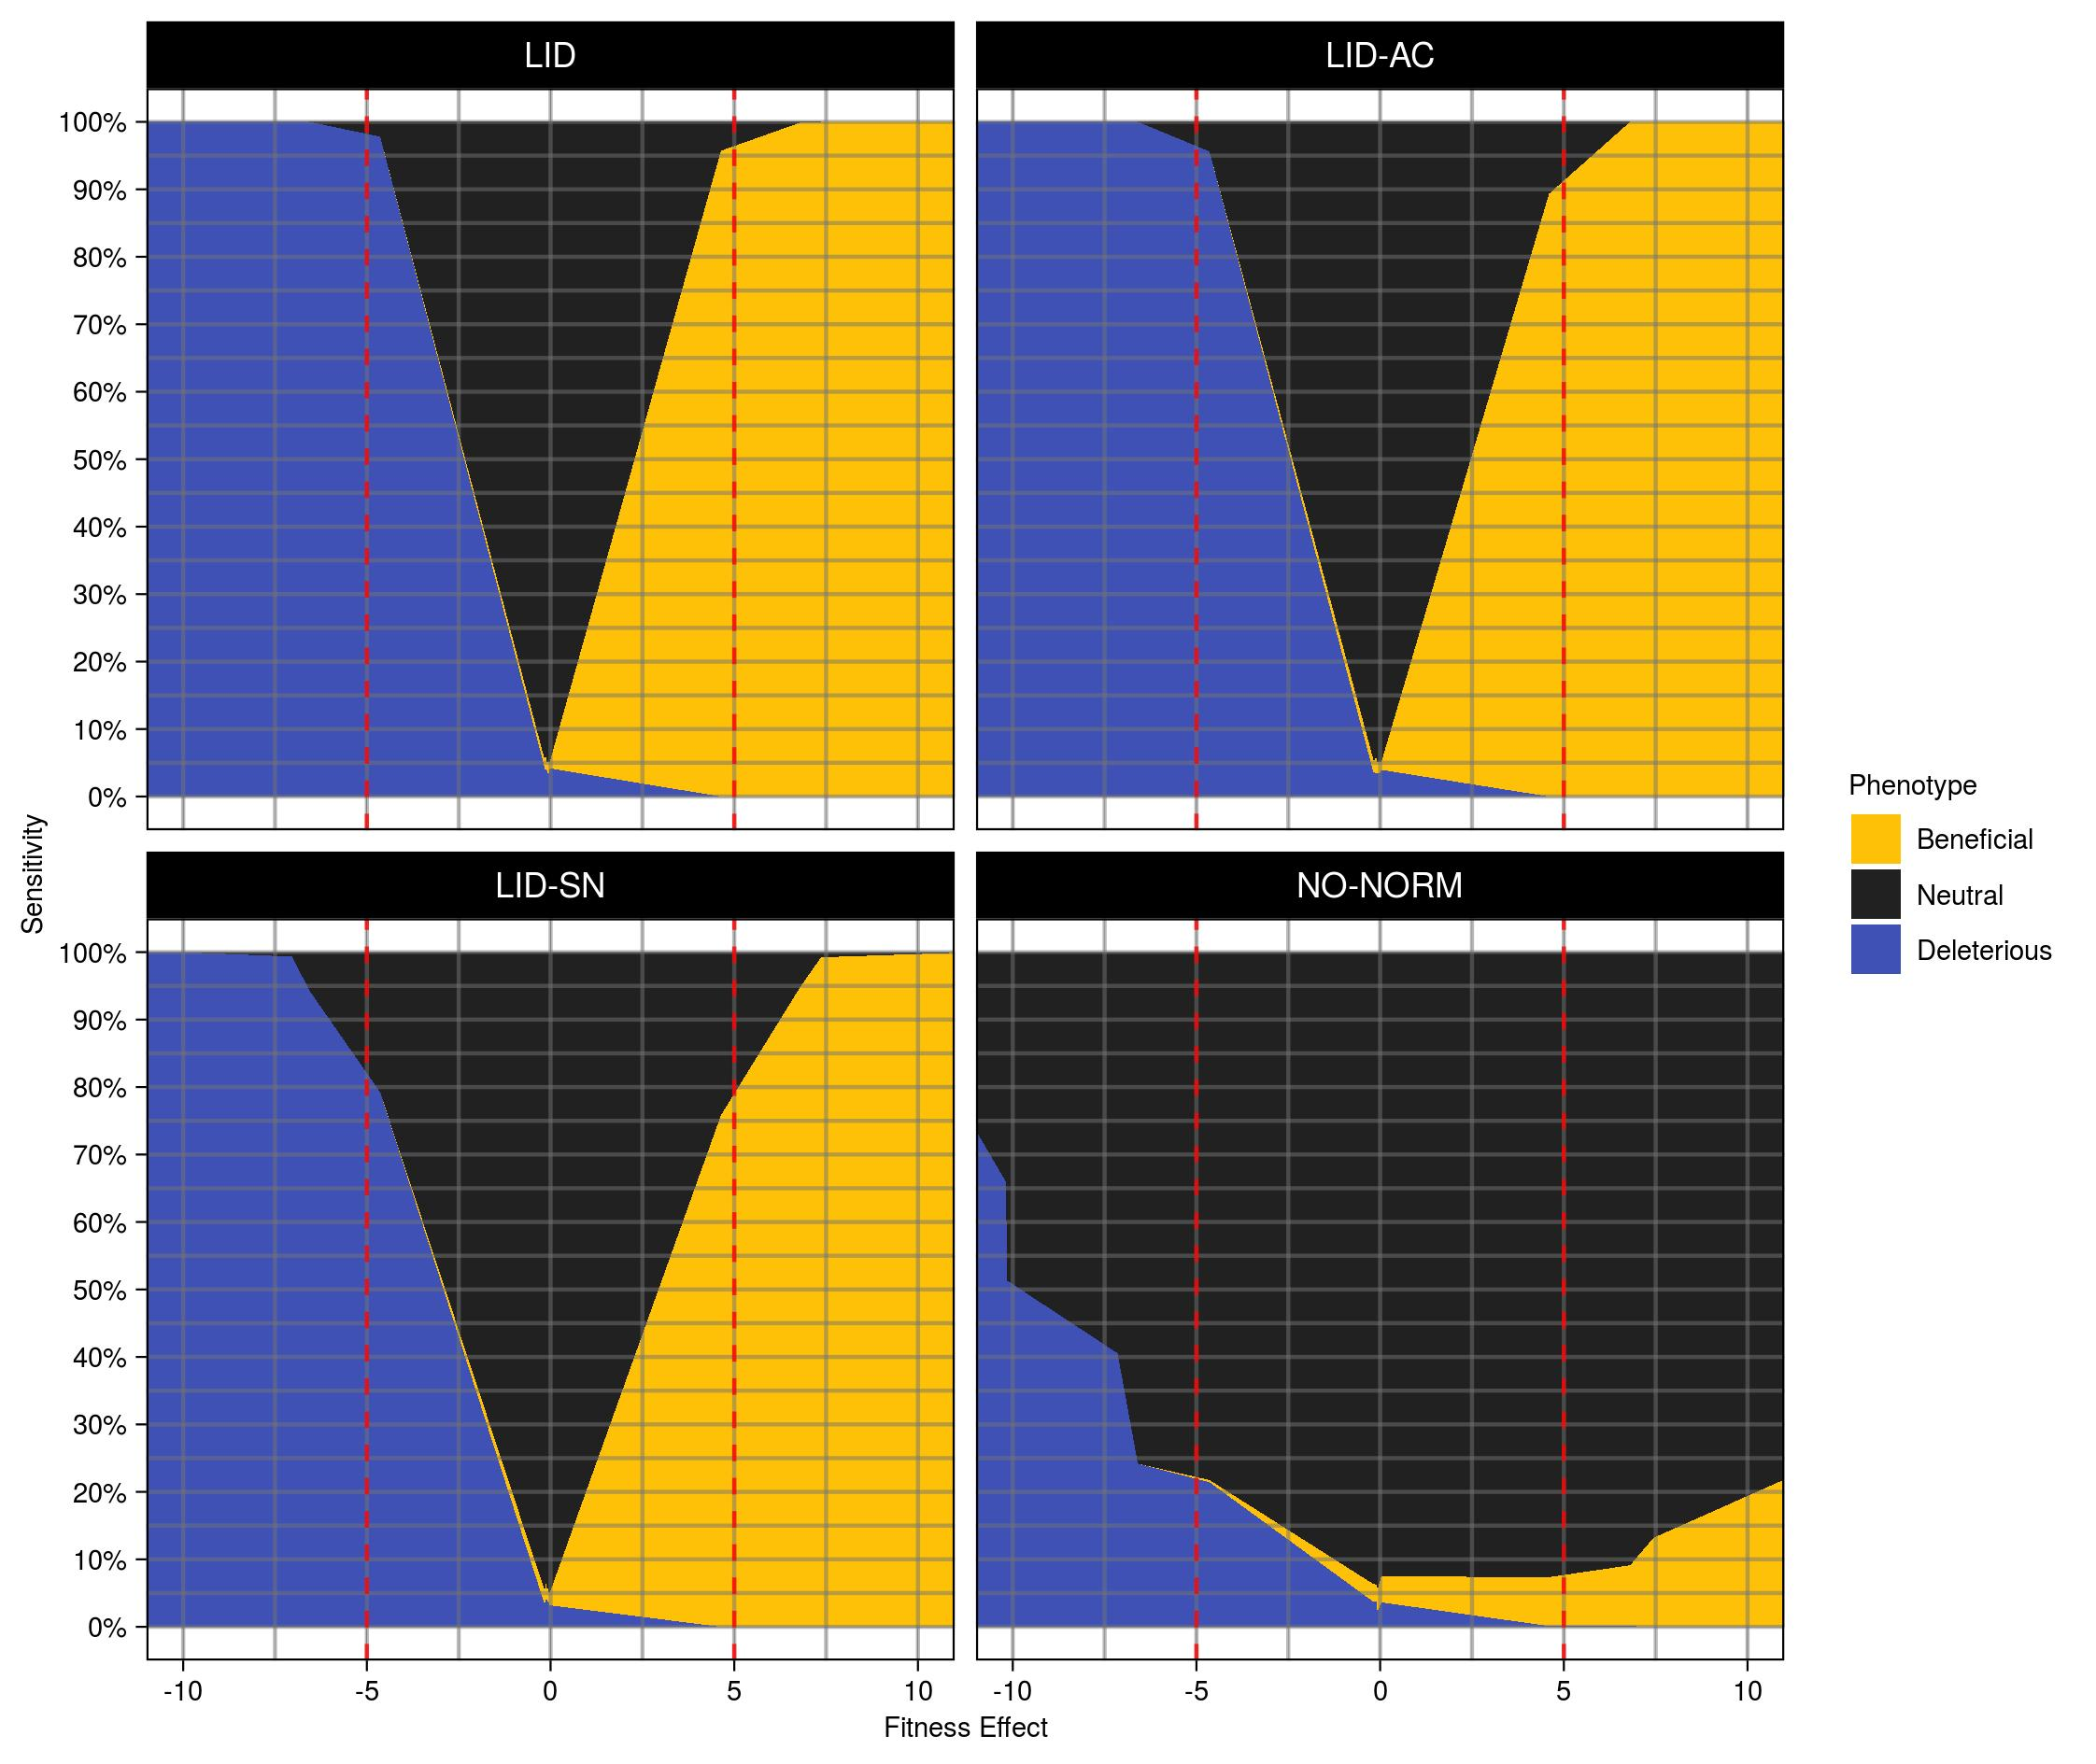 LID
LID-AC
100%
90%
80%
70%
60%
50%
40%
30%
20%
10%
0%
LID-SN
NO-NORM
100%
90%
80%
70%
60%
50%
40%
30%
20%
10%
0%
-10 -5 0 5 10
-10 -5 0 5 10
Fitness Effect
Sensitivity
Phenotype
Beneficial
Neutral
Deleterious